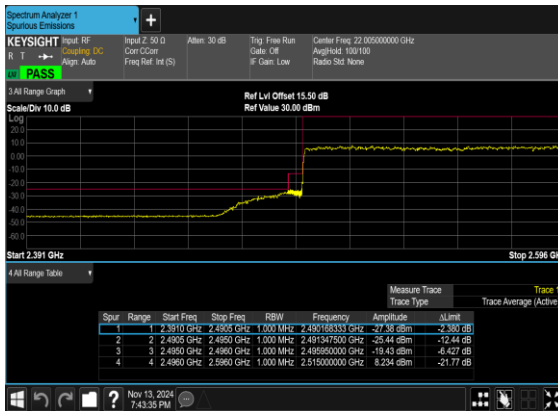 Spectrum Analyzer 1
Spurious Emissions
+
KEYSIGHT Input: RF Input Z: 50 Ω Atten: 30 dB Trig: Free Run Center Freq: 22.005000000 GHz
R T Coupling: DC Corr CCorr Gate: Off Avg|Hold: 100/100
Align: Auto Freq Ref: Int (S) IF Gain: Low Radio Std: None
PASS
3 All Range Graph
Ref Lvl Offset 15.50 dB
Scale/Div 10.0 dB Ref Value 30.00 dBm
Log
20.0
10.0
0.00
-10.0
-20.0
-30.0
-40.0
-50.0
-60.0
Start 2.391 GHz Stop 2.596 G
4 All Range Table
Measure Trace Trace 1
Trace Type Trace Average (Active
Spur Range Start Freq Stop Freq RBW Frequency Amplitude ΔLimit
1 1 2.3910 GHz 2.4905 GHz 1.000 MHz 2.490168333 GHz -27.38 dBm -2.380 dB
2 2 2.4905 GHz 2.4950 GHz 1.000 MHz 2.491347500 GHz -25.44 dBm -12.44 dB
3 3 2.4950 GHz 2.4960 GHz 1.000 MHz 2.495950000 GHz -19.43 dBm -6.427 dB
4 4 2.4960 GHz 2.5960 GHz 1.000 MHz 2.515000000 GHz 8.234 dBm -21.77 dB
? Nov 13, 2024
7:43:35 PM